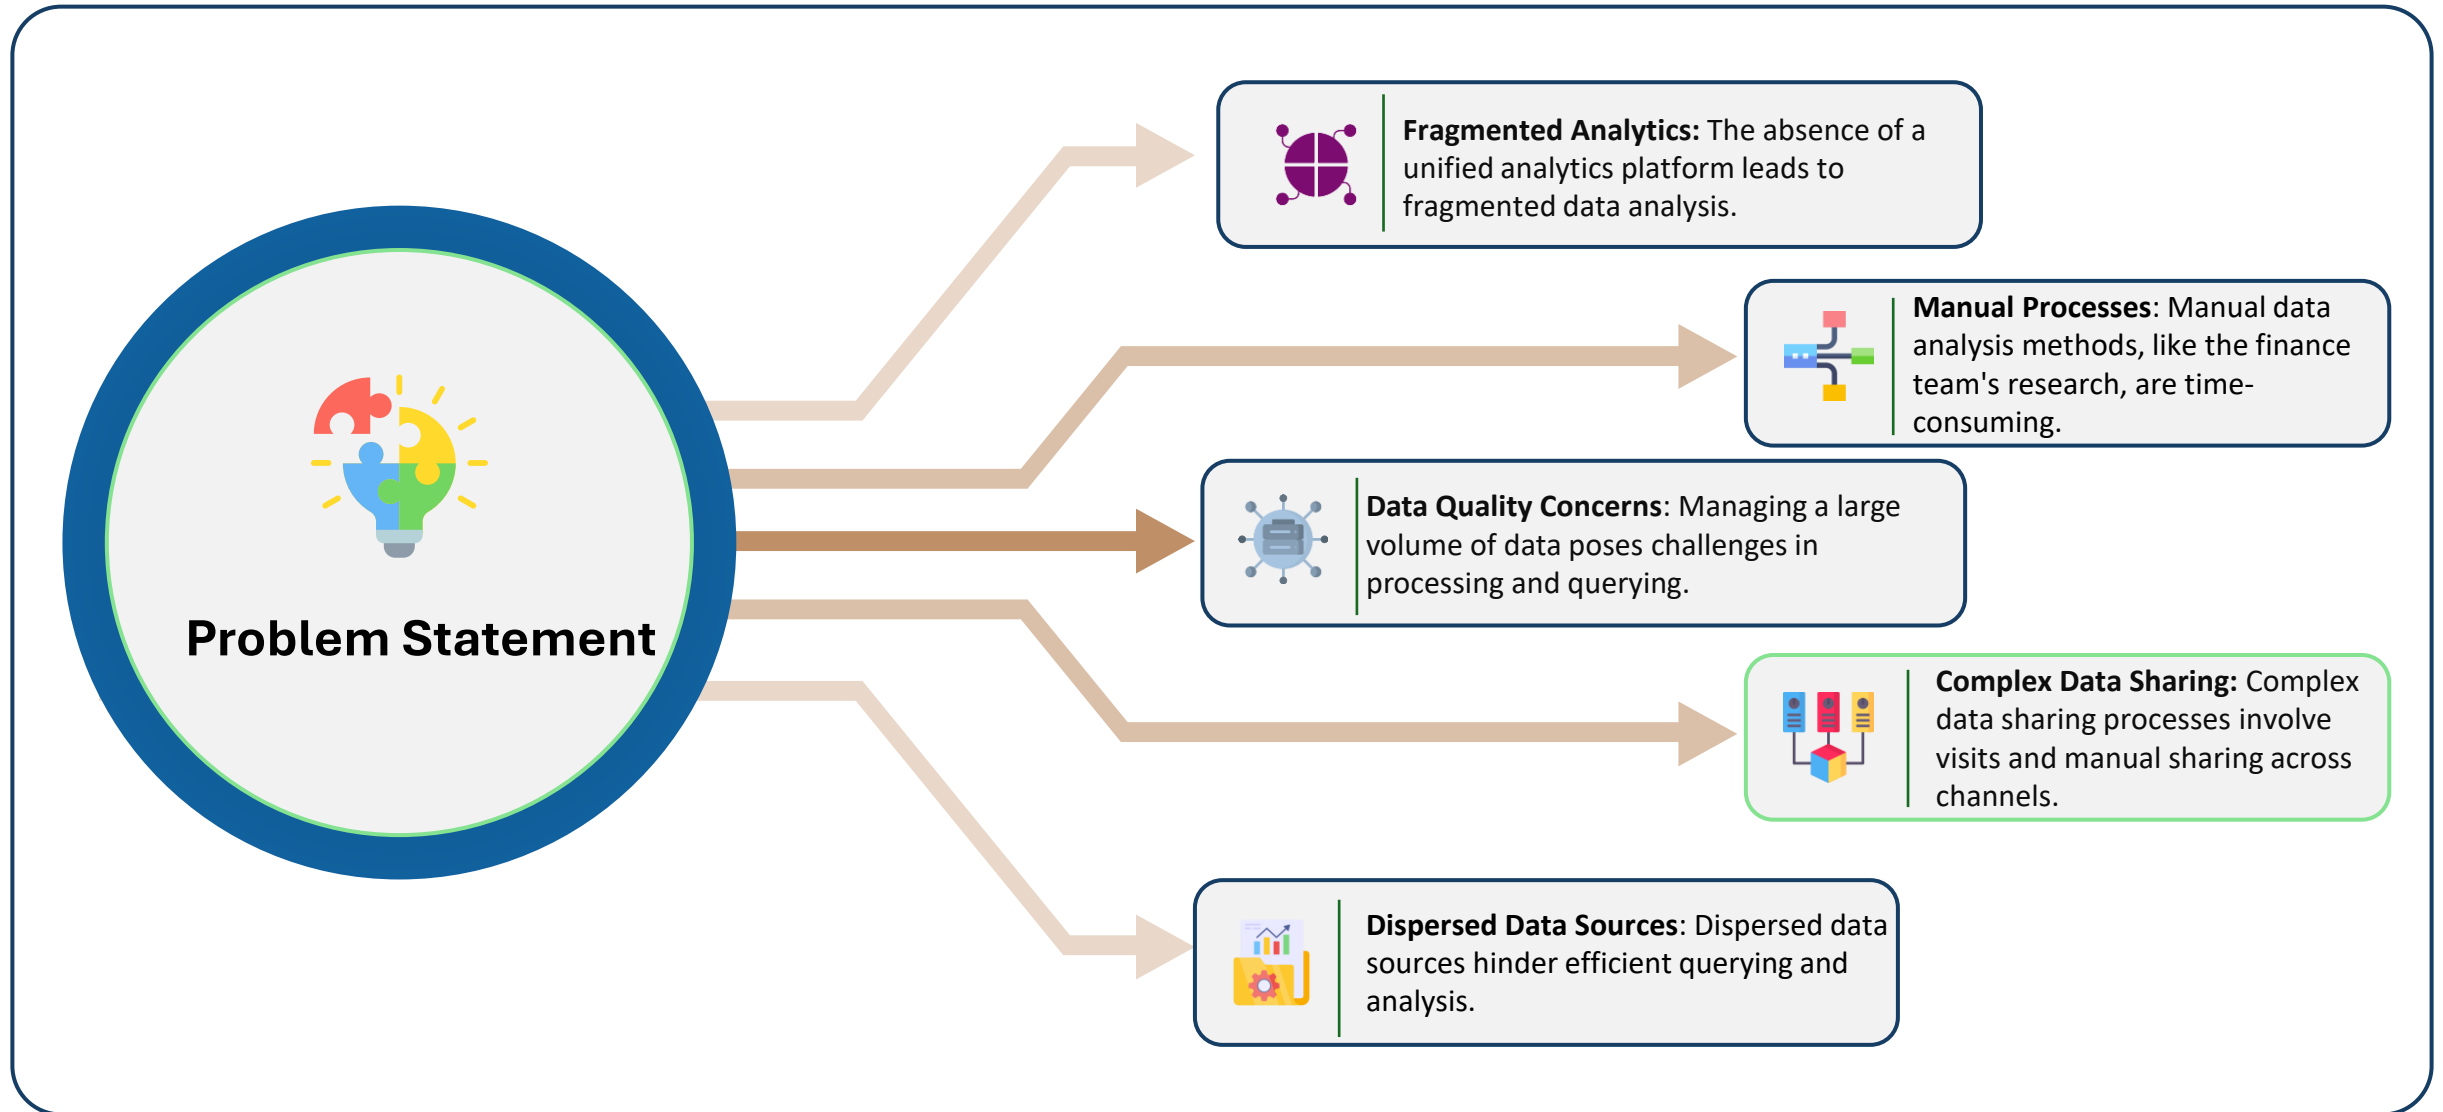 Problem Statement
Fragmented Analytics: The absence of a
unified analytics platform leads to
fragmented data analysis.
Manual Processes: Manual data
analysis methods, like the finance
team's research, are time-
consuming.
Data Quality Concerns: Managing a large
volume of data poses challenges in
processing and querying.
Complex Data Sharing: Complex
data sharing processes involve
visits and manual sharing across
channels.
Dispersed Data Sources: Dispersed data
sources hinder efficient querying and
analysis.